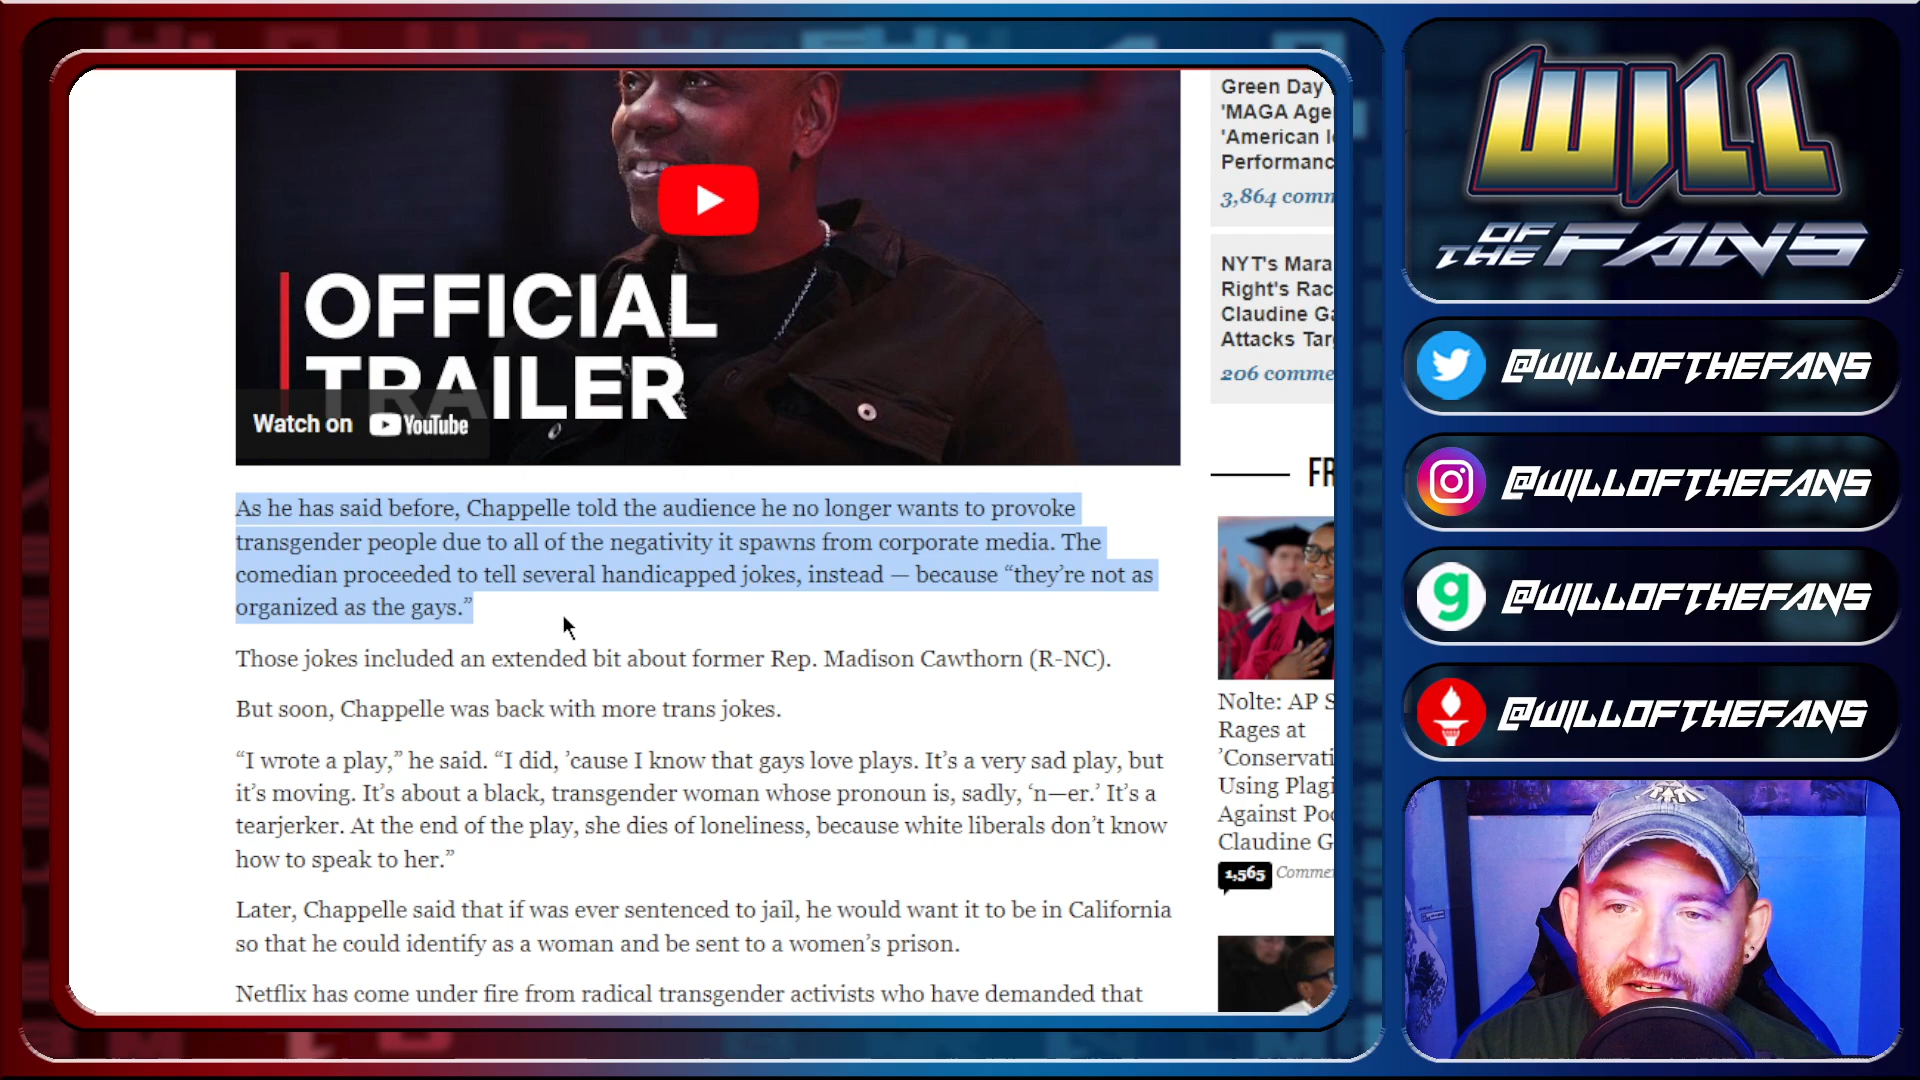 OFFICIAL
TRAILER
Watch on YouTube
As he has said before, Chappelle told the audience he no longer wants to provoke
transgender people due to all of the negativity it spawns from corporate media. The
comedian proceeded to tell several handicapped jokes, instead — because “they’re not as
organized as the gays.”
Those jokes included an extended bit about former Rep. Madison Cawthorn (R-NC).
But soon, Chappelle was back with more trans jokes.
“I wrote a play,” he said. “I did, ’cause I know that gays love plays. It’s a very sad play, but
it’s moving. It’s about a black, transgender woman whose pronoun is, sadly, ‘n—er.’ It’s a
tearjerker. At the end of the play, she dies of loneliness, because white liberals don’t know
how to speak to her.”
Later, Chappelle said that if was ever sentenced to jail, he would want it to be in California
so that he could identify as a woman and be sent to a women’s prison.
Netflix has come under fire from radical transgender activists who have demanded that
Green Day
'MAGA Age
'American
Performanc
3,864 comm
NYT's Mara
Right's Rac
Claudine Ga
Attacks Tar
206 comme
FR
Nolte: AP S
Rages at
'Conservati
Using Plagi
Against Poo
Claudine G
1,565 Comme
WILL
OF
THE FANS
@WILLOFTHEFANS
@WILLOFTHEFANS
g @WILLOFTHEFANS
@WILLOFTHEFANS